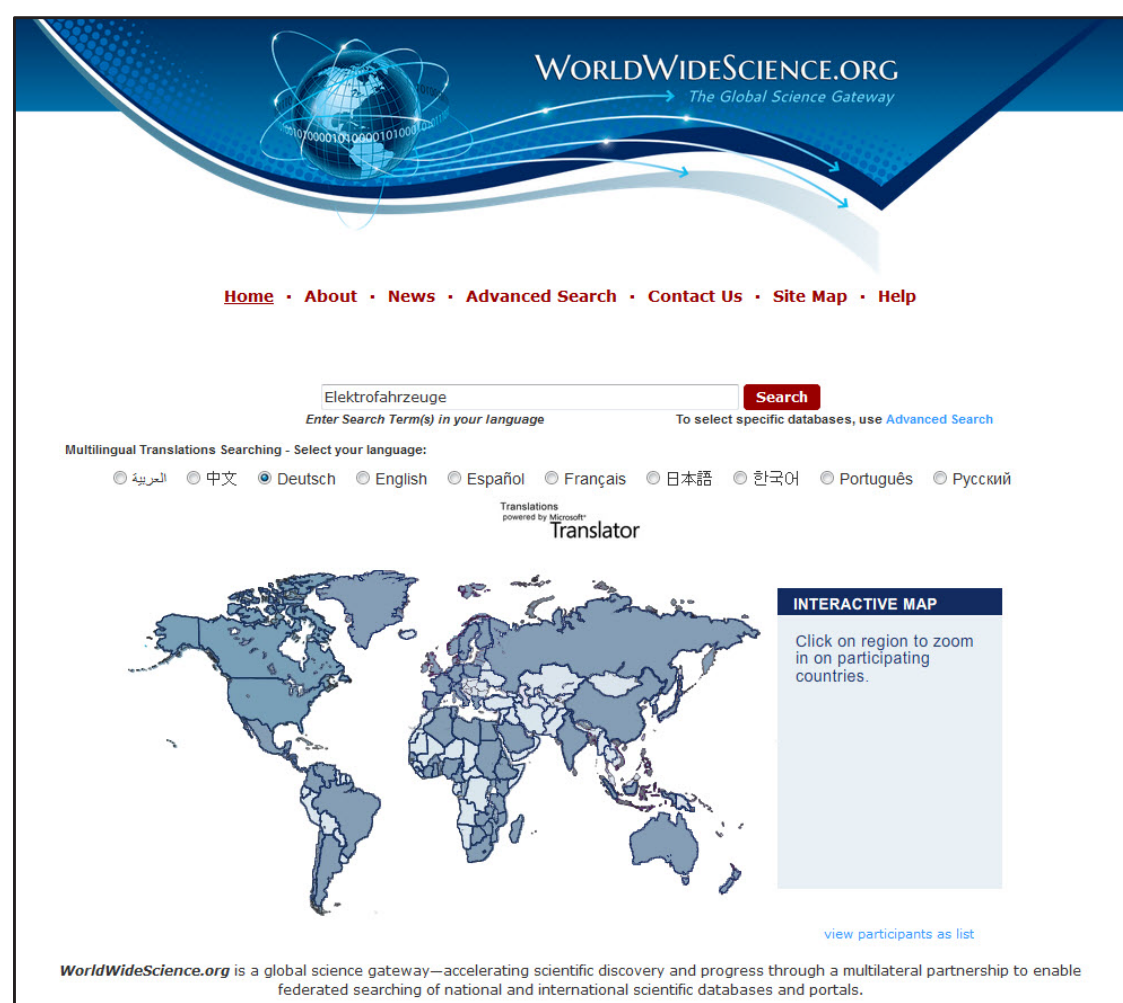 WORLDWIDESCIENCE.ORG
The Global Science Gateway
Home · About · News · Advanced Search · Contact Us · Site Map · Help
Elektrofahrzeuge Search
Enter Search Term(s) in your language To select specific databases, use Advanced Search
Multilingual Translations Searching - Select your language:
العربية 中文 Deutsch English Español Français 日本語 한국어 Português Русский
Translations
powered by Microsoft®
Translator
INTERACTIVE MAP
Click on region to zoom
in on participating
countries.
view participants as list
WorldWideScience.org is a global science gateway—accelerating scientific discovery and progress through a multilateral partnership to enable
federated searching of national and international scientific databases and portals.